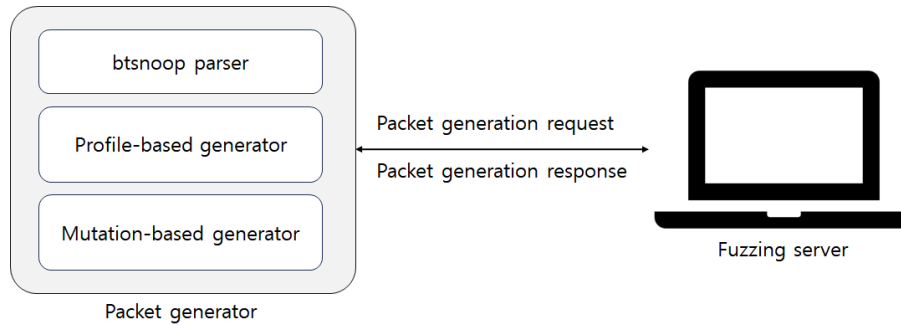 btsnoop parser
Profile-based generator
Mutation-based generator
Packet generator
Packet generation request
Packet generation response
Fuzzing server